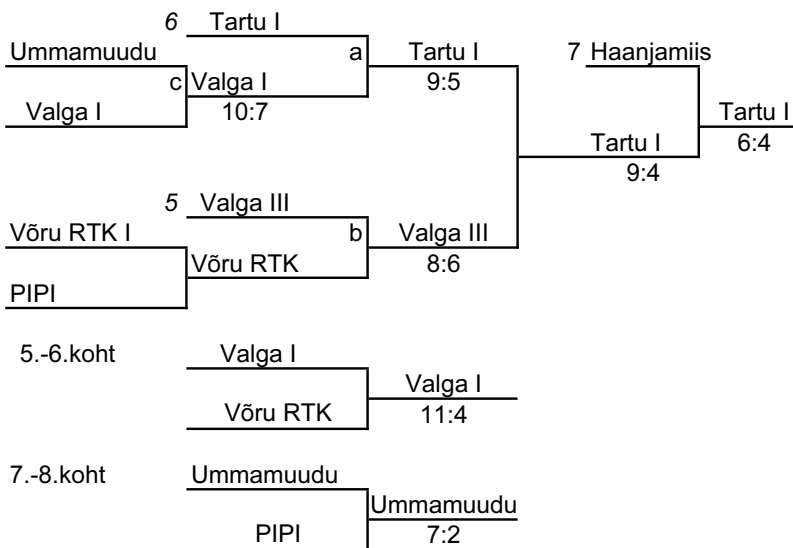 6 Tartu I
Ummamuudu a Tartu I 7 Haanjamiis
c Valga I 9:5
Valga I 10:7 Tartu I
Tartu I 6:4
9:4
5 Valga III
Võru RTK I b Valga III
Võru RTK 8:6
PIPI
5.-6.koht Valga I
Valga I
Võru RTK 11:4
7.-8.koht Ummamuudu
Ummamuudu
PIPI 7:2